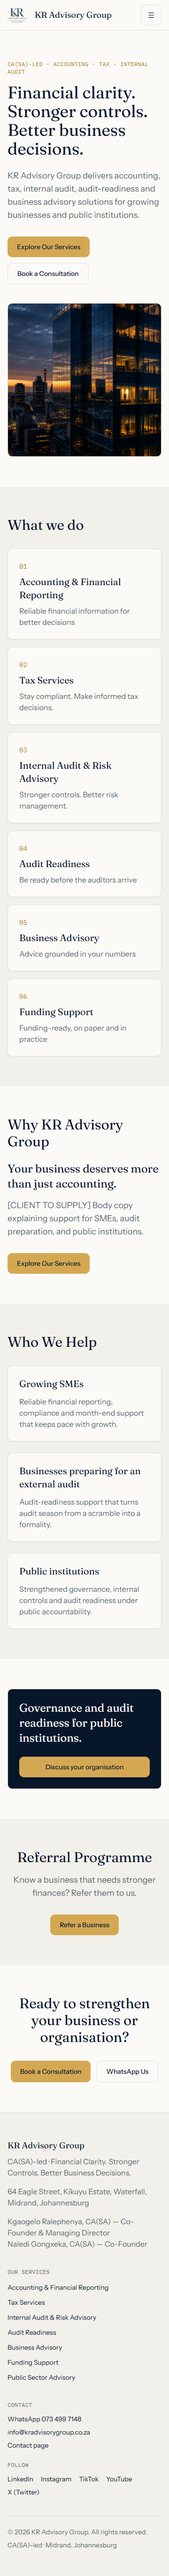 KR
KR Advisory Group
CA(SA)-LED · ACCOUNTING · TAX · INTERNAL
AUDIT
Financial clarity.
Stronger controls.
Better business
decisions.
KR Advisory Group delivers accounting,
tax, internal audit, audit-readiness and
business advisory solutions for growing
businesses and public institutions.
Explore Our Services
Book a Consultation
What we do
01
Accounting & Financial
Reporting
Reliable financial information for
better decisions
02
Tax Services
Stay compliant. Make informed tax
decisions.
03
Internal Audit & Risk
Advisory
Stronger controls. Better risk
management.
04
Audit Readiness
Be ready before the auditors arrive
05
Business Advisory
Advice grounded in your numbers
06
Funding Support
Funding-ready, on paper and in
practice
Why KR Advisory
Group
Your business deserves more
than just accounting.
[CLIENT TO SUPPLY] Body copy
explaining support for SMEs, audit
preparation, and public institutions.
Explore Our Services
Who We Help
Growing SMEs
Reliable financial reporting,
compliance and month-end support
that keeps pace with growth.
Businesses preparing for an
external audit
Audit-readiness support that turns
audit season from a scramble into a
formality.
Public institutions
Strengthened governance, internal
controls and audit readiness under
public accountability.
Governance and audit
readiness for public
institutions.
Discuss your organisation
Referral Programme
Know a business that needs stronger
finances? Refer them to us.
Refer a Business
Ready to strengthen
your business or
organisation?
Book a Consultation
WhatsApp Us
KR Advisory Group
CA(SA)-led · Financial Clarity. Stronger
Controls. Better Business Decisions.
64 Eagle Street, Kikuyu Estate, Waterfall,
Midrand, Johannesburg
Kgaogelo Ralephenya, CA(SA) — Co-
Founder & Managing Director
Naledi Gongxeka, CA(SA) — Co-Founder
OUR SERVICES
Accounting & Financial Reporting
Tax Services
Internal Audit & Risk Advisory
Audit Readiness
Business Advisory
Funding Support
Public Sector Advisory
CONTACT
WhatsApp 073 499 7148
info@kradvisorygroup.co.za
Contact page
FOLLOW
LinkedIn Instagram TikTok YouTube
X (Twitter)
© 2026 KR Advisory Group. All rights reserved.
CA(SA)-led · Midrand, Johannesburg